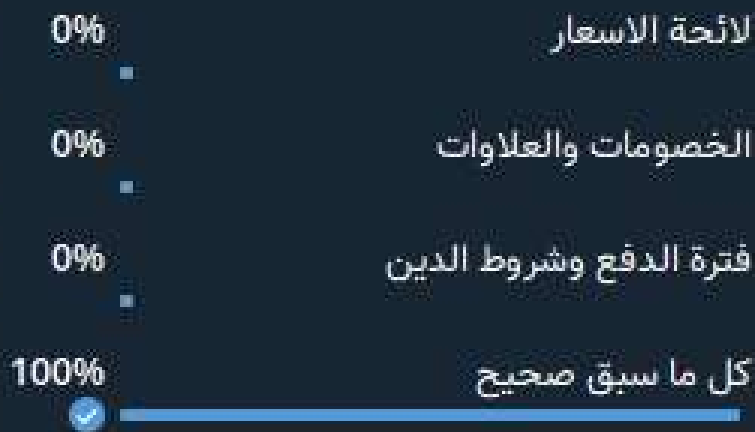 لائحة الاسعار 0%
الخصومات والعلاوات 0%
فترة الدفع وشروط الدين 0%
كل ما سبق صحيح 100%